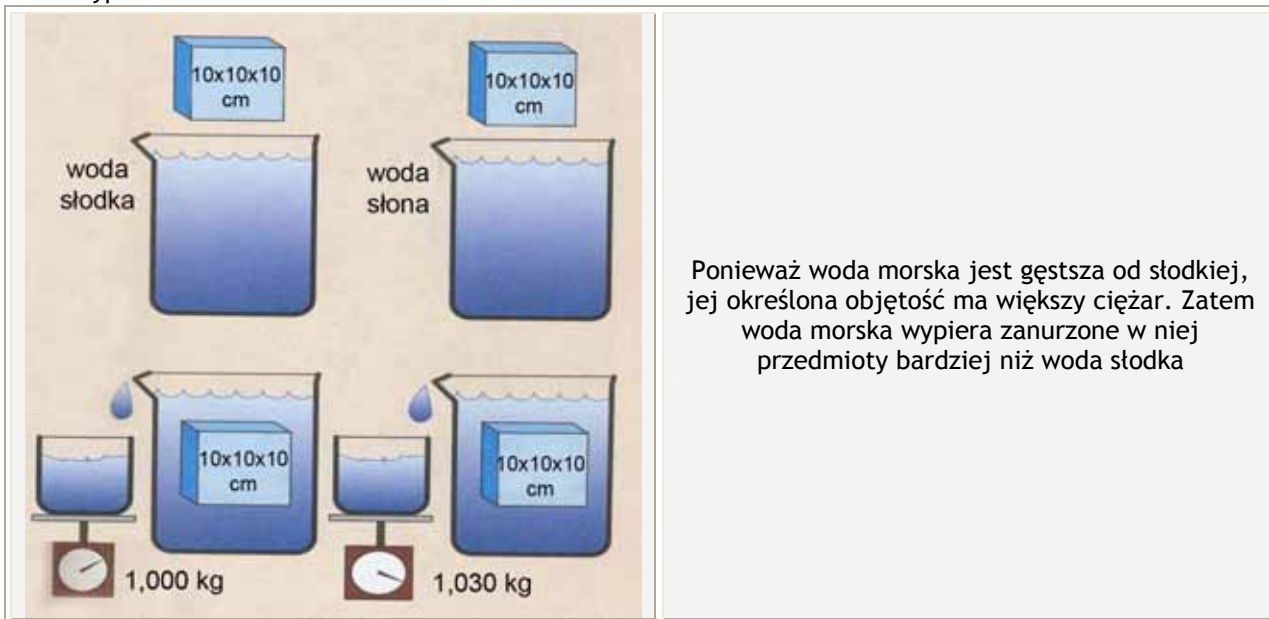 10x10x10
cm
10x10x10
cm
woda
słodka
woda
słona
10x10x10
cm
10x10x10
cm
1,000 kg
1,030 kg
Ponieważ woda morska jest gęstsza od słodkiej,
jej określona objętość ma większy ciężar. Zatem
woda morska wypiera zanurzone w niej
przedmioty bardziej niż woda słodka